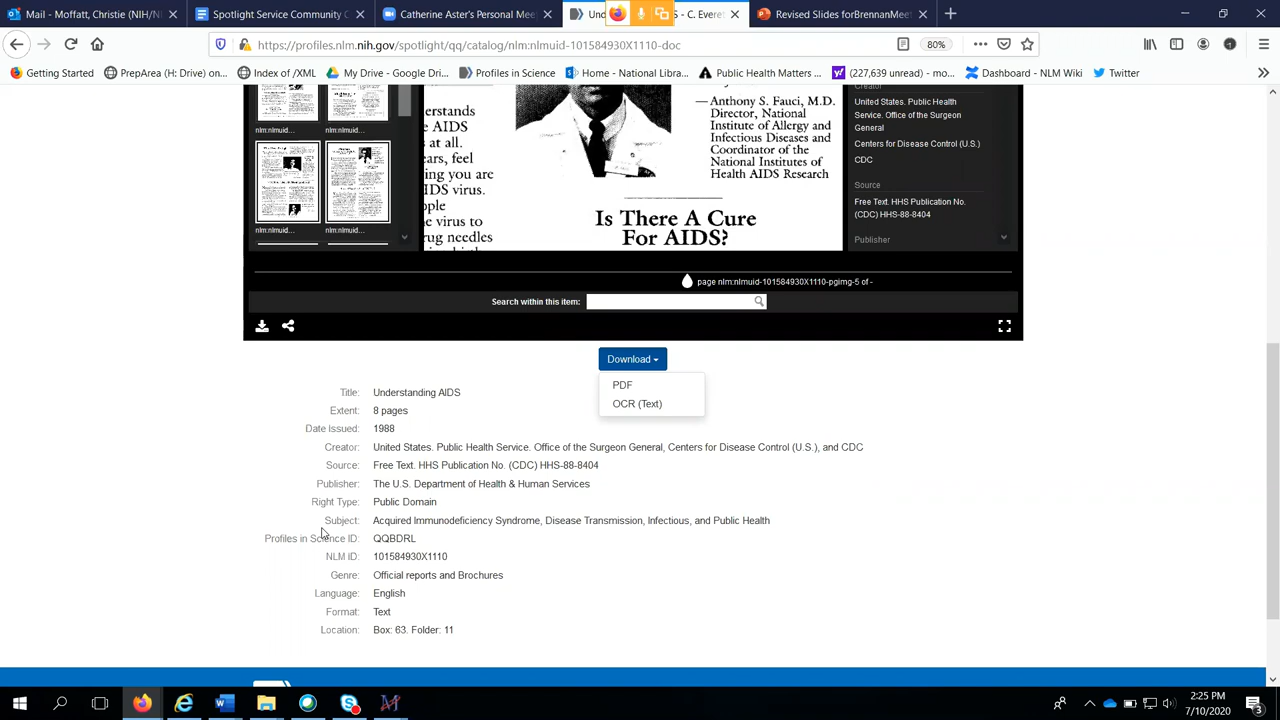 Mail - Moffatt, Christie (NIH/NI
Spotlight Service Community C
Catherine Aster's Personal Mee
Und
S - C. Everet
Revised Slides forBrennanMeet
https://profiles.nlm.nih.gov/spotlight/qq/catalog/nlm:nlmuid-101584930X1110-doc
80%
Getting Started
PrepArea (H: Drive) on...
Index of /XML
My Drive - Google Dri...
Profiles in Science
Home - National Libra...
Public Health Matters ...
(227,639 unread) - mo...
Dashboard - NLM Wiki
Twitter
nlm:nlmuid...
nlm:nlmuid...
nlm:nlmuid...
nlm:nlmuid...
erstands
e AIDS
at all.
ears, feel
ing you are
IDS virus.
ople
e virus to
rug needles
—Anthony S. Fauci, M.D.
Director, National
Institute of Allergy and
Infectious Diseases and
Coordinator of the
National Institutes of
Health AIDS Research
Is There A Cure
For AIDS?
Creator
United States. Public Health
Service. Office of the Surgeon
General
Centers for Disease Control (U.S.)
CDC
Source
Free Text. HHS Publication No.
(CDC) HHS-88-8404
Publisher
page nlm:nlmuid-101584930X1110-pgimg-5 of -
Search within this item:
Download
PDF
OCR (Text)
Title: Understanding AIDS
Extent: 8 pages
Date Issued: 1988
Creator: United States. Public Health Service. Office of the Surgeon General, Centers for Disease Control (U.S.), and CDC
Source: Free Text. HHS Publication No. (CDC) HHS-88-8404
Publisher: The U.S. Department of Health & Human Services
Right Type: Public Domain
Subject: Acquired Immunodeficiency Syndrome, Disease Transmission, Infectious, and Public Health
Profiles in Science ID: QQBDRL
NLM ID: 101584930X1110
Genre: Official reports and Brochures
Language: English
Format: Text
Location: Box: 63. Folder: 11
2:25 PM
7/10/2020
3